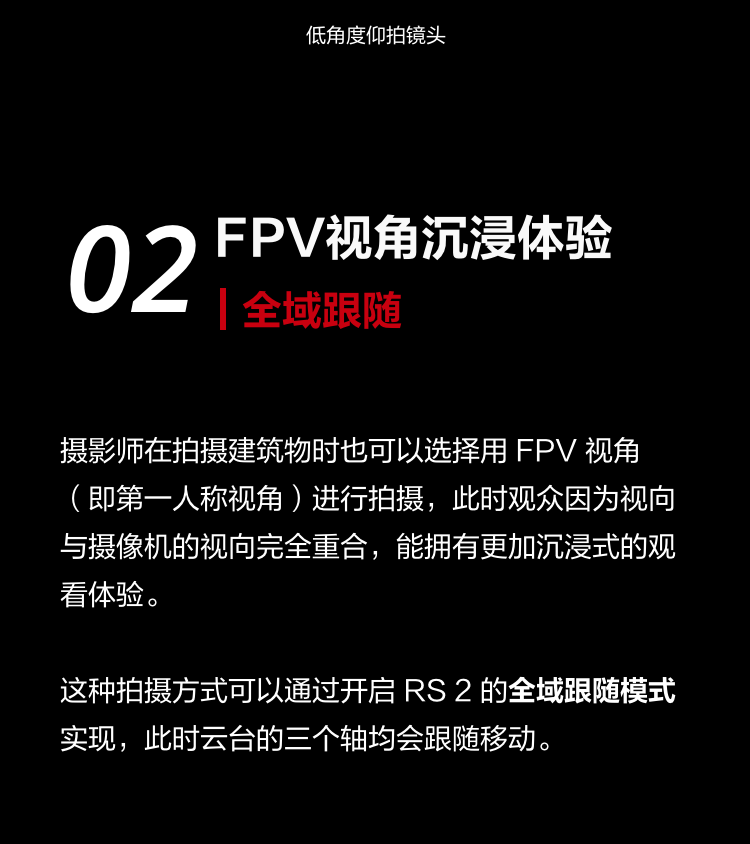 低角度仰拍镜头
02
FPV视角沉浸体验
全域跟随
摄影师在拍摄建筑物时也可以选择用 FPV 视角
（即第一人称视角）进行拍摄，此时观众因为视向
与摄像机的视向完全重合，能拥有更加沉浸式的观
看体验。
这种拍摄方式可以通过开启 RS 2 的全域跟随模式
实现，此时云台的三个轴均会跟随移动。